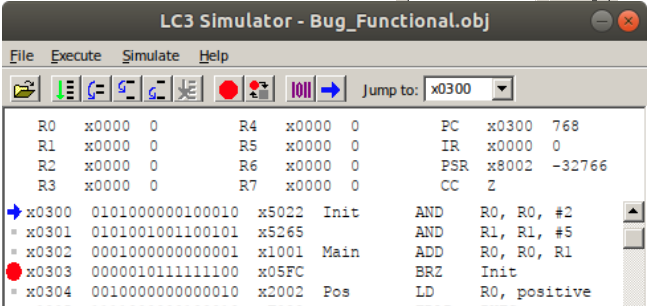 LC3 Simulator - Bug_Functional.obj
File Execute Simulate Help
Jump to: x0300
R0 x0000 0 R4 x0000 0 PC x0300 768
R1 x0000 0 R5 x0000 0 IR x0000 0
R2 x0000 0 R6 x0000 0 PSR x8002 -32766
R3 x0000 0 R7 x0000 0 CC Z
x0300 0101000000100010 x5022 Init AND R0, R0, #2
x0301 0101001001100101 x5265 AND R1, R1, #5
x0302 0001000000000001 x1001 Main ADD R0, R0, R1
x0303 0000010111111100 x05FC BRZ Init
x0304 0010000000000010 x2002 Pos LD R0, positive